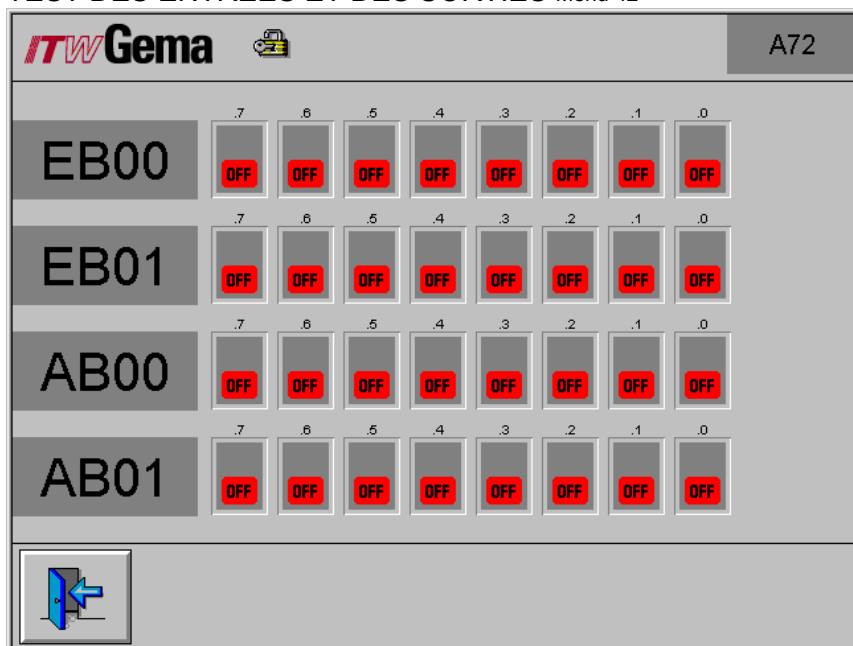 ITWGema
A72
.7 .6 .5 .4 .3 .2 .1 .0
EB00 OFF OFF OFF OFF OFF OFF OFF OFF
.7 .6 .5 .4 .3 .2 .1 .0
EB01 OFF OFF OFF OFF OFF OFF OFF OFF
.7 .6 .5 .4 .3 .2 .1 .0
AB00 OFF OFF OFF OFF OFF OFF OFF OFF
.7 .6 .5 .4 .3 .2 .1 .0
AB01 OFF OFF OFF OFF OFF OFF OFF OFF